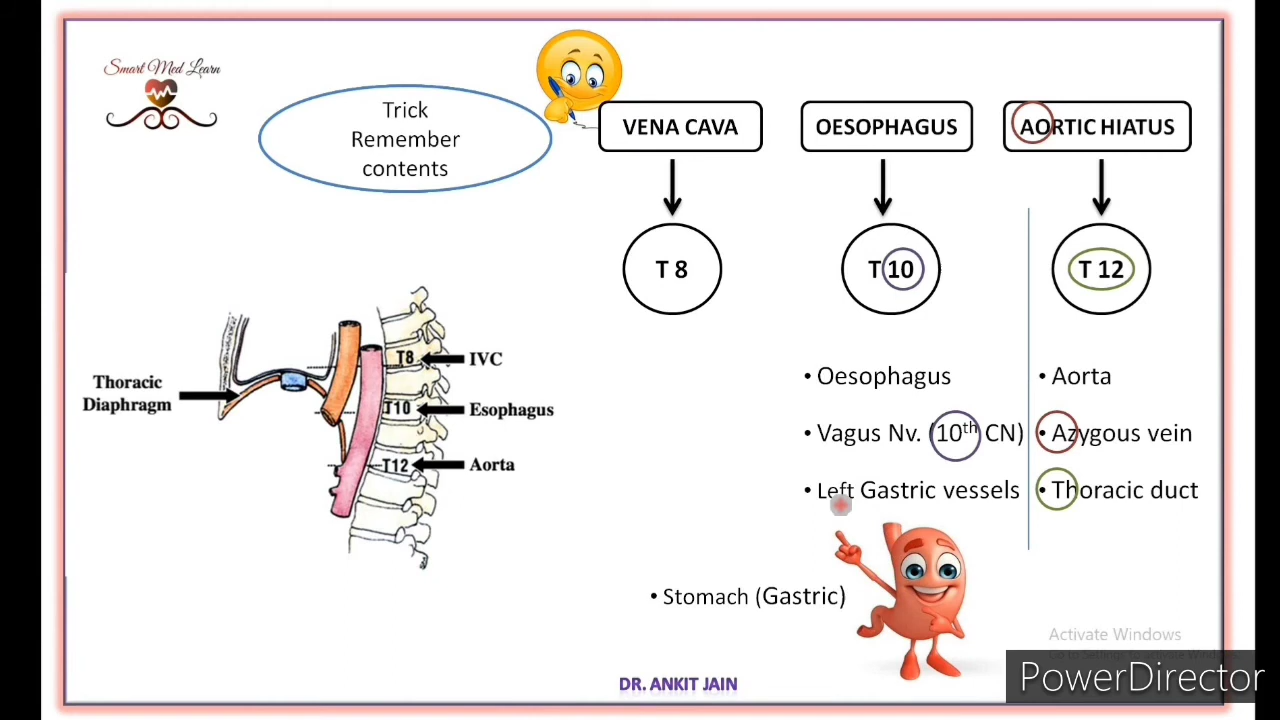 Smart Med Learn
Trick
Remember
contents
VENA CAVA
OESOPHAGUS
AORTIC HIATUS
T 8
T 10
T 12
Thoracic
Diaphragm
T8
IVC
T10
Esophagus
T12
Aorta
• Oesophagus
• Vagus Nv. (10th CN)
• Left Gastric vessels
• Aorta
• Azygous vein
• Thoracic duct
• Stomach (Gastric)
Activate Windows
DR. ANKIT JAIN
PowerDirector